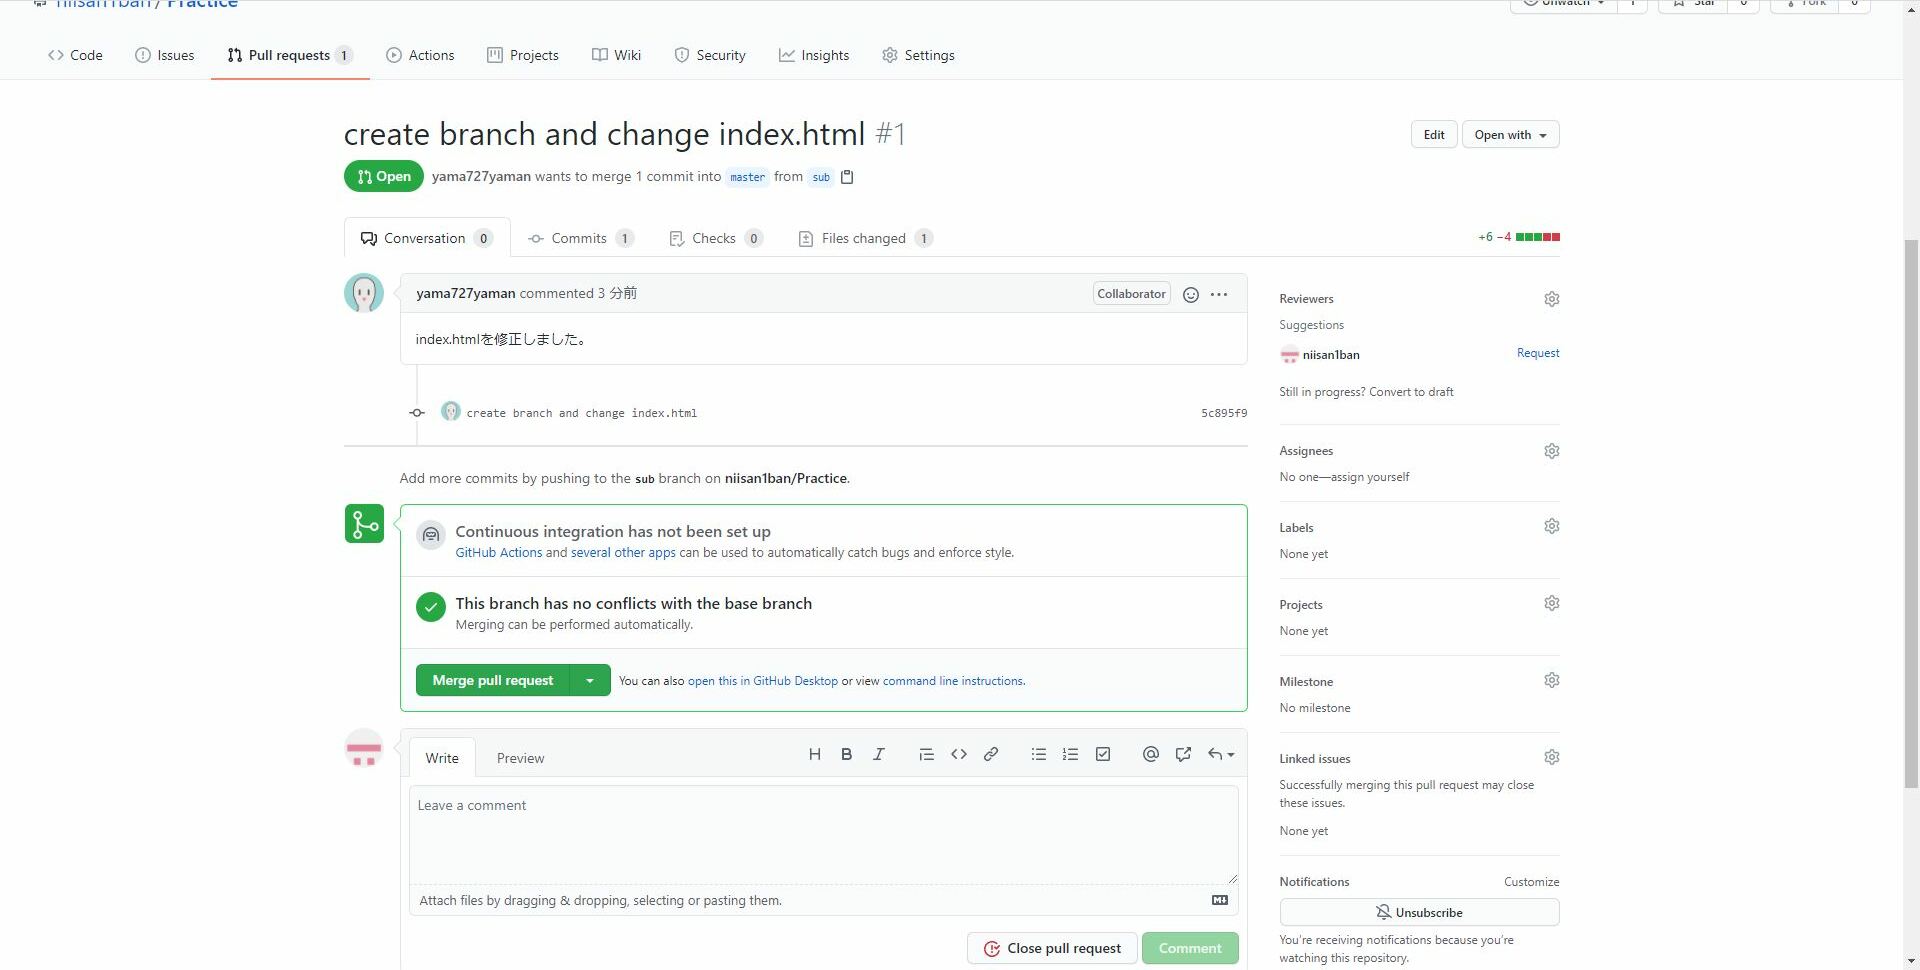 niisan1ban / Practice
Unwatch 1 Star 0 Fork 0
Code Issues Pull requests 1 Actions Projects Wiki Security Insights Settings
create branch and change index.html #1
Edit Open with
Open yama727yaman wants to merge 1 commit into master from sub
Conversation 0 Commits 1 Checks 0 Files changed 1
+6 −4
yama727yaman commented 3 分前
Collaborator
index.htmlを修正しました。
create branch and change index.html 5c895f9
Add more commits by pushing to the sub branch on niisan1ban/Practice.
Continuous integration has not been set up
GitHub Actions and several other apps can be used to automatically catch bugs and enforce style.
This branch has no conflicts with the base branch
Merging can be performed automatically.
Merge pull request You can also open this in GitHub Desktop or view command line instructions.
Write Preview
H B I
Leave a comment
Attach files by dragging & dropping, selecting or pasting them.
Close pull request Comment
Reviewers
Suggestions
niisan1ban Request
Still in progress? Convert to draft
Assignees
No one—assign yourself
Labels
None yet
Projects
None yet
Milestone
No milestone
Linked issues
Successfully merging this pull request may close
these issues.
None yet
Notifications Customize
Unsubscribe
You're receiving notifications because you're
watching this repository.